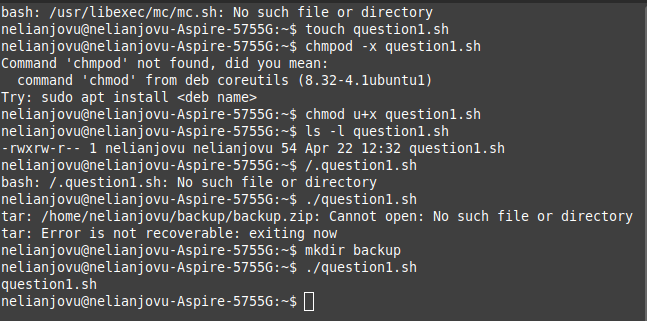 bash: /usr/libexec/mc/mc.sh: No such file or directory
nelianjovu@nelianjovu-Aspire-5755G:~$ touch question1.sh
nelianjovu@nelianjovu-Aspire-5755G:~$ chmpod -x question1.sh
Command 'chmpod' not found, did you mean:
  command 'chmod' from deb coreutils (8.32-4.1ubuntu1)
Try: sudo apt install <deb name>
nelianjovu@nelianjovu-Aspire-5755G:~$ chmod u+x question1.sh
nelianjovu@nelianjovu-Aspire-5755G:~$ ls -l question1.sh
-rwxrw-r-- 1 nelianjovu nelianjovu 54 Apr 22 12:32 question1.sh
nelianjovu@nelianjovu-Aspire-5755G:~$ /.question1.sh
bash: /.question1.sh: No such file or directory
nelianjovu@nelianjovu-Aspire-5755G:~$ ./question1.sh
tar: /home/nelianjovu/backup/backup.zip: Cannot open: No such file or directory
tar: Error is not recoverable: exiting now
nelianjovu@nelianjovu-Aspire-5755G:~$ mkdir backup
nelianjovu@nelianjovu-Aspire-5755G:~$ ./question1.sh
question1.sh
nelianjovu@nelianjovu-Aspire-5755G:~$